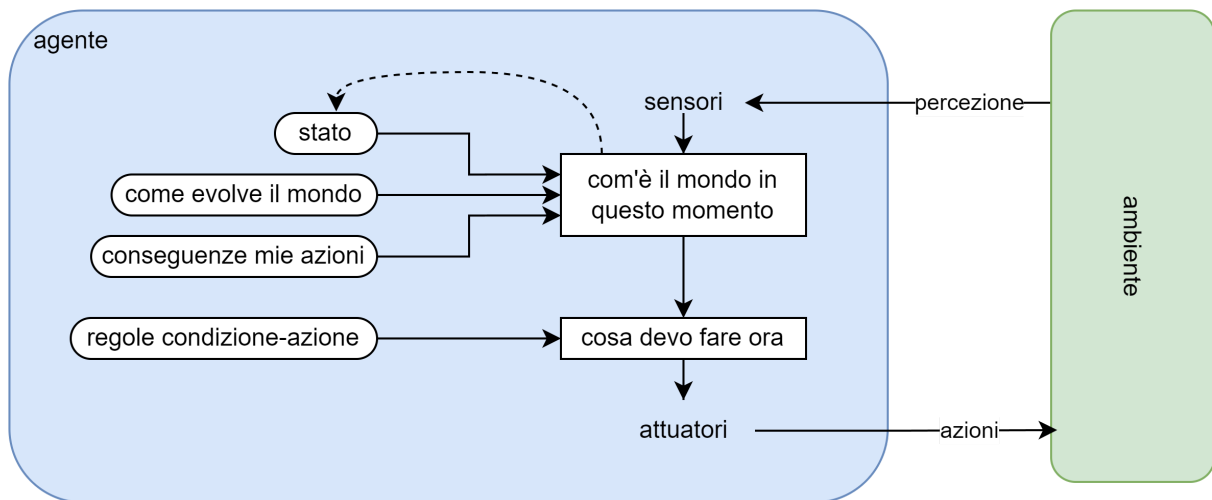 agente
sensori
percezione
stato
come evolve il mondo
com'è il mondo in
questo momento
conseguenze mie azioni
ambiente
regole condizione-azione
cosa devo fare ora
attuatori
azioni